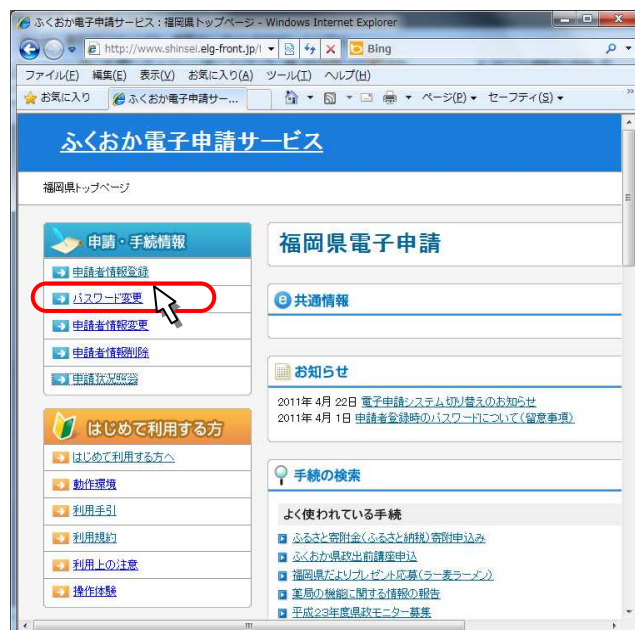 ふくおか電子申請サービス：福岡県トップページ - Windows Internet Explorer
http://www.shinsei.elg-front.jp/
Bing
ファイル(F) 編集(E) 表示(V) お気に入り(A) ツール(T) ヘルプ(H)
お気に入り ふくおか電子申請サー... ページ(P) セーフティ(S)
ふくおか電子申請サービス
福岡県トップページ
申請・手続情報
申請者情報登録
パスワード変更
申請者情報変更
申請者情報削除
申請状況照会
はじめて利用する方
はじめて利用する方へ
動作環境
利用手引
利用規約
利用上の注意
操作体験
福岡県電子申請
共通情報
お知らせ
2011年 4月 22日 電子申請システム切り替えのお知らせ
2011年 4月 1日 申請者登録時のパスワードについて(留意事項)
手続の検索
よく使われている手続
ふるさと寄附金(ふるさと納税)寄附申込み
ふくおか県政出前講座申込
福岡県だよりプレゼント応募(ラー麦ラーメン)
薬局の機能に関する情報の報告
平成23年度県政モニター募集